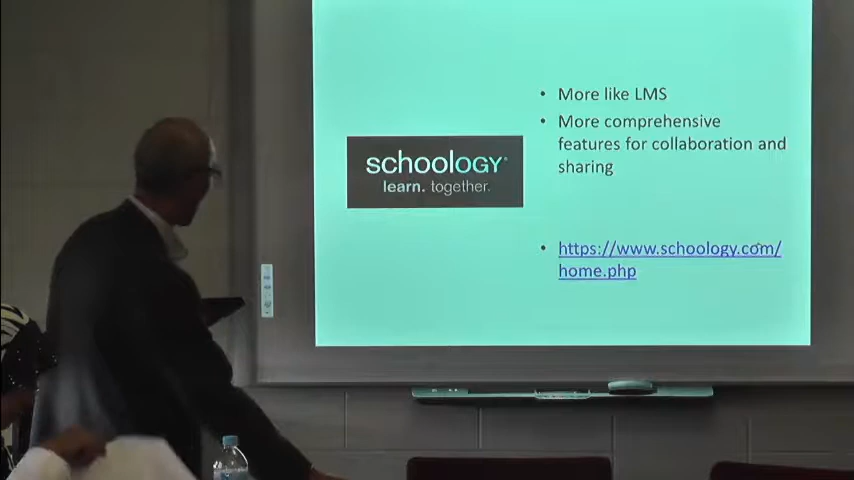 schoology®
learn. together.
• More like LMS
• More comprehensive
features for collaboration and
sharing
• https://www.schoology.com/
home.php